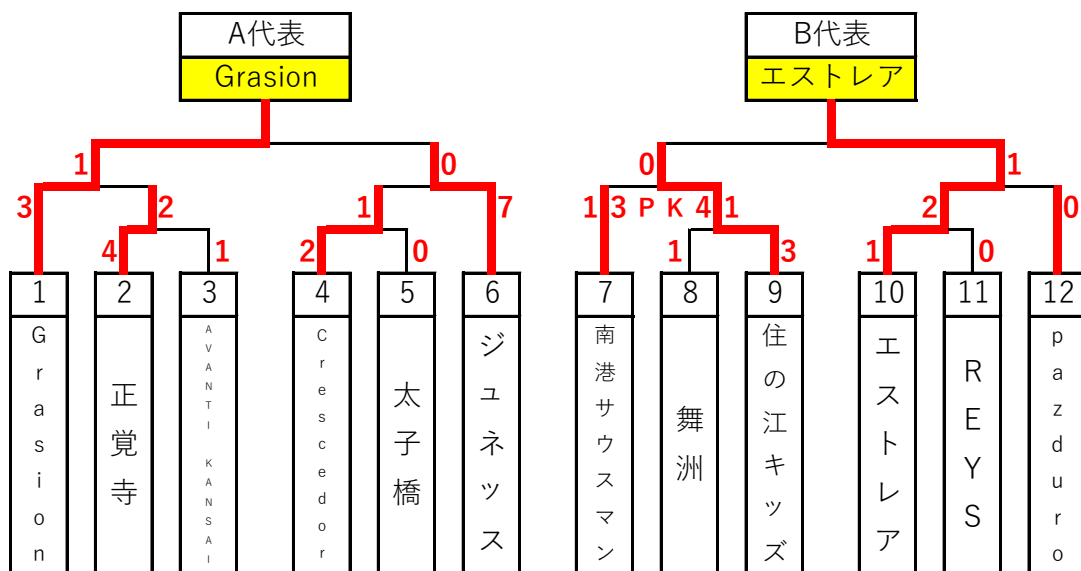 A代表
B代表
Grasion
エストレア
1
0
0
1
3
2
1
7
1 3 P K 4 1
2
0
4
1
2
0
1
3
1
0
1
2
3
4
5
6
7
8
9
10
11
12
Grasion
正覚寺
AVANTI KANSAI
Crescedor
太子橋
ジュネッス
南港サウスマン
舞洲
住の江キッズ
エストレア
REYS
pazduro